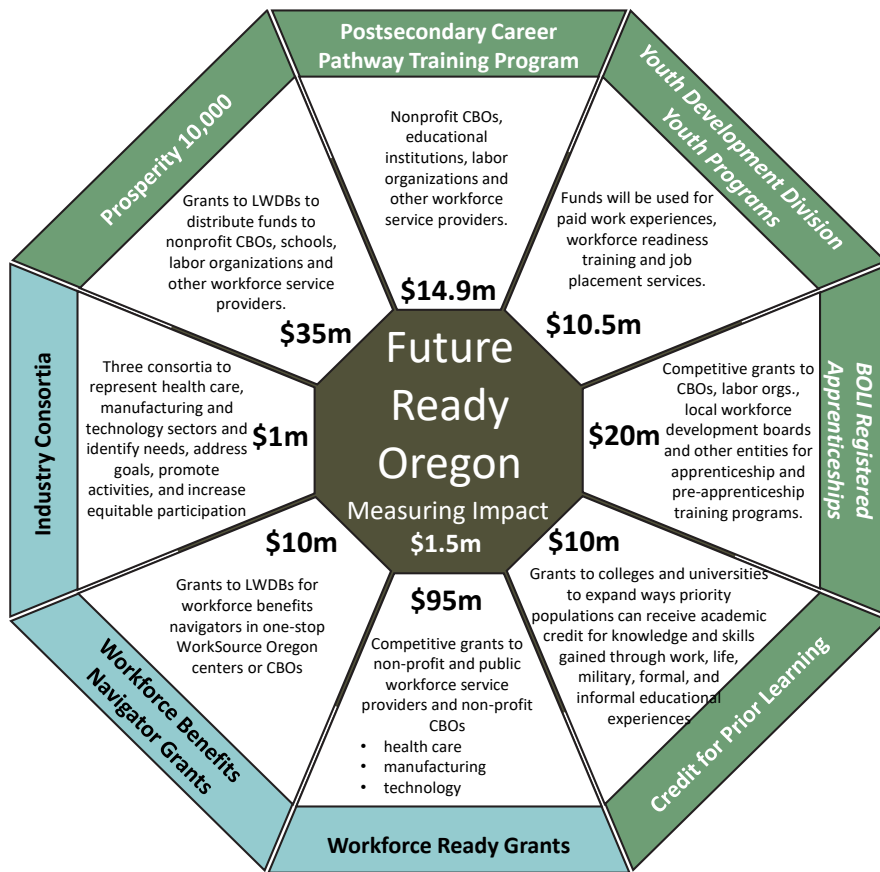 Postsecondary Career
Pathway Training Program
Nonprofit CBOs,
educational
institutions, labor
organizations and
other workforce
service providers.
$14.9m
Youth Development Division
Youth Programs
Funds will be used for
paid work experiences,
workforce readiness
training and job
placement services.
$10.5m
BOLI Registered
Apprenticeships
Competitive grants to
CBOs, labor orgs.,
local workforce
development boards
and other entities for
apprenticeship and
pre-apprenticeship
training programs.
$20m
Credit for Prior Learning
$10m
Grants to colleges and universities
to expand ways priority
populations can receive academic
credit for knowledge and skills
gained through work, life,
military, formal, and
informal educational
experiences
Workforce Ready Grants
$95m
Competitive grants to
non-profit and public
workforce service
providers and non-profit
CBOs
• health care
• manufacturing
• technology
Workforce Benefits
Navigator Grants
$10m
Grants to LWDBs for
workforce benefits
navigators in one-stop
WorkSource Oregon
centers or CBOs
Industry Consortia
Three consortia to
represent health care,
manufacturing and
technology sectors and
identify needs, address
goals, promote
activities, and increase
equitable participation
$1m
Prosperity 10,000
Grants to LWDBs to
distribute funds to
nonprofit CBOs, schools,
labor organizations and
other workforce service
providers.
$35m
Future
Ready
Oregon
Measuring Impact
$1.5m